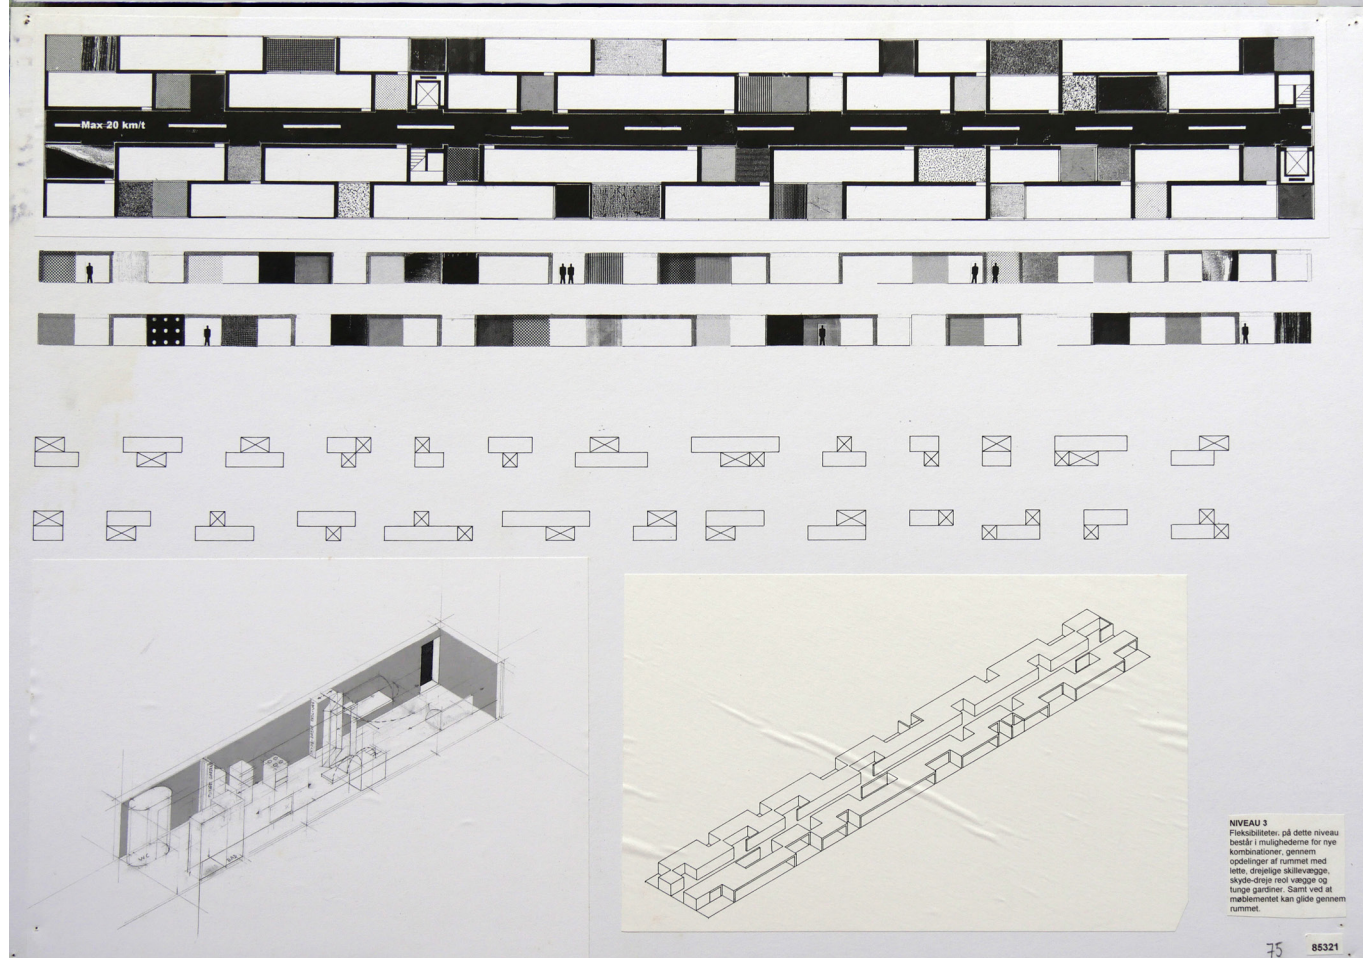 Max 20 km/t
WC
NIVEAU 3
Fleksibiliteten på dette niveau
består i mulighederne for nye
kombinationer, gennem
opdelinger af rummet med
lette, drejelige skillevægge,
skyde-dreje reol vægge og
tunge gardiner. Samt ved at
møblementet kan glide gennem
rummet.
75
85321